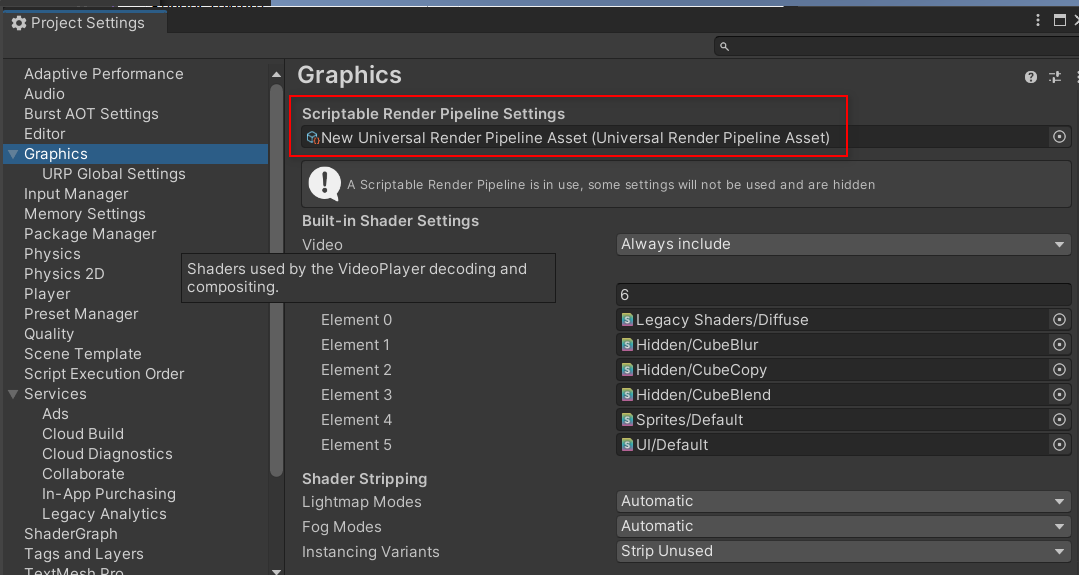 Project Settings
Adaptive Performance
Audio
Burst AOT Settings
Editor
Graphics
URP Global Settings
Input Manager
Memory Settings
Package Manager
Physics
Physics 2D
Player
Preset Manager
Quality
Scene Template
Script Execution Order
Services
Ads
Cloud Build
Cloud Diagnostics
Collaborate
In-App Purchasing
Legacy Analytics
ShaderGraph
Tags and Layers
TextMesh Pro
Graphics
Scriptable Render Pipeline Settings
New Universal Render Pipeline Asset (Universal Render Pipeline Asset)
A Scriptable Render Pipeline is in use, some settings will not be used and are hidden
Built-in Shader Settings
Video Always include
Shaders used by the VideoPlayer decoding and
compositing.
6
Element 0 Legacy Shaders/Diffuse
Element 1 Hidden/CubeBlur
Element 2 Hidden/CubeCopy
Element 3 Hidden/CubeBlend
Element 4 Sprites/Default
Element 5 UI/Default
Shader Stripping
Lightmap Modes Automatic
Fog Modes Automatic
Instancing Variants Strip Unused